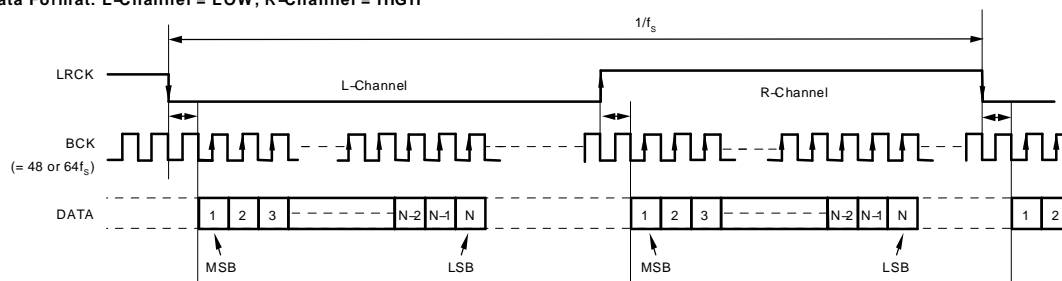 ata Format: L-Channel = LOW, R-Channel = HIGH
1/fS
LRCK
L-Channel
R-Channel
BCK
(= 48 or 64fS)
DATA
1 2 3 N–2 N–1 N 1 2 3 N–2 N–1 N 1 2
MSB LSB MSB LSB